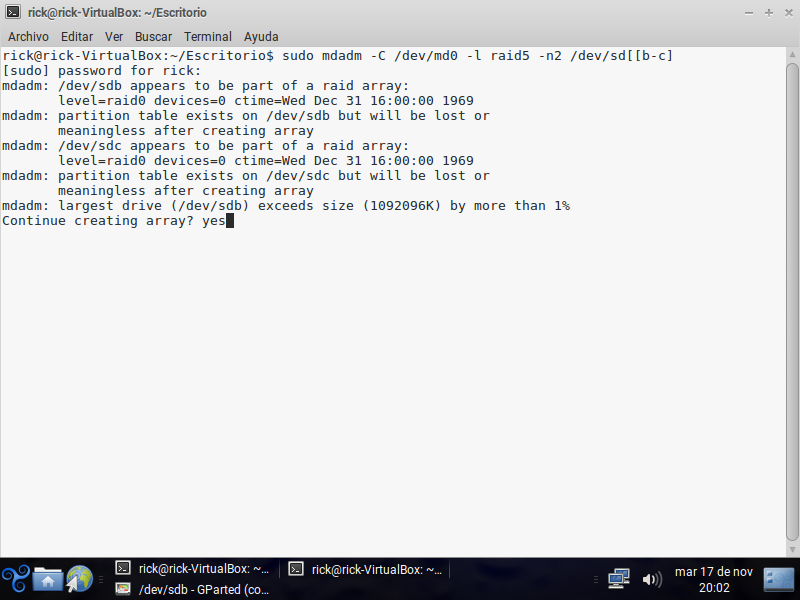 rick@rick-VirtualBox: ~/Escritorio
Archivo Editar Ver Buscar Terminal Ayuda
rick@rick-VirtualBox:~/Escritorio$ sudo mdadm -C /dev/md0 -l raid5 -n2 /dev/sd[[b-c]
[sudo] password for rick:
mdadm: /dev/sdb appears to be part of a raid array:
level=raid0 devices=0 ctime=Wed Dec 31 16:00:00 1969
mdadm: partition table exists on /dev/sdb but will be lost or
meaningless after creating array
mdadm: /dev/sdc appears to be part of a raid array:
level=raid0 devices=0 ctime=Wed Dec 31 16:00:00 1969
mdadm: partition table exists on /dev/sdc but will be lost or
meaningless after creating array
mdadm: largest drive (/dev/sdb) exceeds size (1092096K) by more than 1%
Continue creating array? yes
rick@rick-VirtualBox: ~...
rick@rick-VirtualBox: ~...
/dev/sdb - GParted (co...
mar 17 de nov
20:02